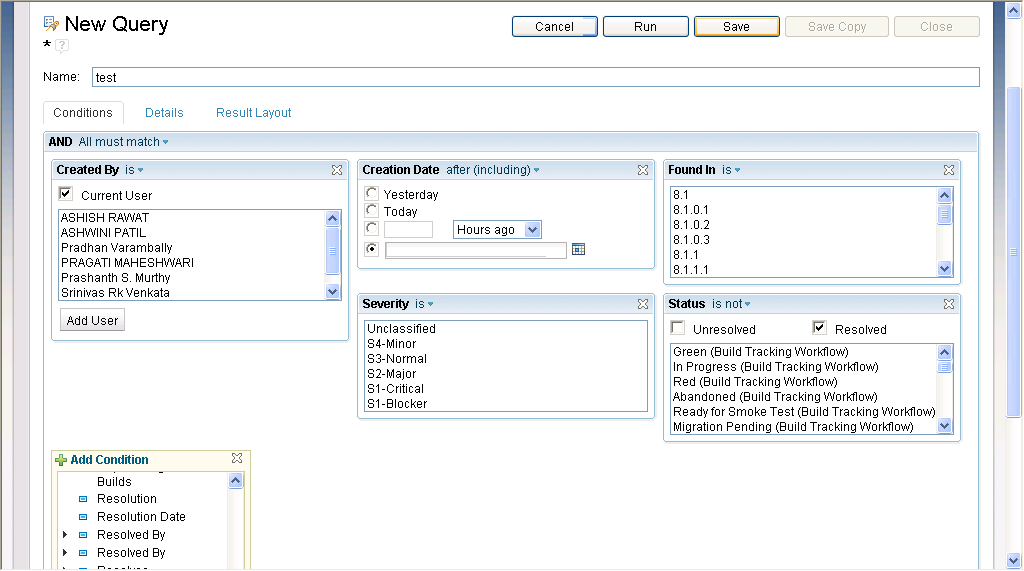 New Query
*
?
Cancel Run Save Save Copy Close
Name: test
Conditions Details Result Layout
AND All must match
Created By is
Current User
ASHISH RAWAT
ASHWINI PATIL
Pradhan Varambally
PRAGATI MAHESHWARI
Prashanth S. Murthy
Srinivas Rk Venkata
Add User
Creation Date after (including)
Yesterday
Today
Hours ago
Found In is
8.1
8.1.0.1
8.1.0.2
8.1.0.3
8.1.1
8.1.1.1
Severity is
Unclassified
S4-Minor
S3-Normal
S2-Major
S1-Critical
S1-Blocker
Status is not
Unresolved Resolved
Green (Build Tracking Workflow)
In Progress (Build Tracking Workflow)
Red (Build Tracking Workflow)
Abandoned (Build Tracking Workflow)
Ready for Smoke Test (Build Tracking Workflow)
Migration Pending (Build Tracking Workflow)
Add Condition
Builds
Resolution
Resolution Date
Resolved By
Resolved By